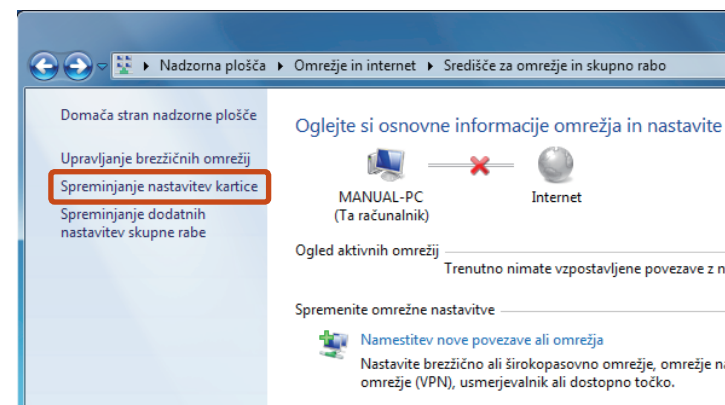 Nadzorna plošča ▸ Omrežje in internet ▸ Središče za omrežje in skupno rabo
Domača stran nadzorne plošče
Upravljanje brezžičnih omrežij
Spreminjanje nastavitev kartice
Spreminjanje dodatnih
nastavitev skupne rabe
Oglejte si osnovne informacije omrežja in nastavite
MANUAL-PC
(Ta računalnik)
Internet
Ogled aktivnih omrežij
Trenutno nimate vzpostavljene povezave z n
Spremenite omrežne nastavitve
Namestitev nove povezave ali omrežja
Nastavite brezžično ali širokopasovno omrežje, omrežje na
omrežje (VPN), usmerjevalnik ali dostopno točko.